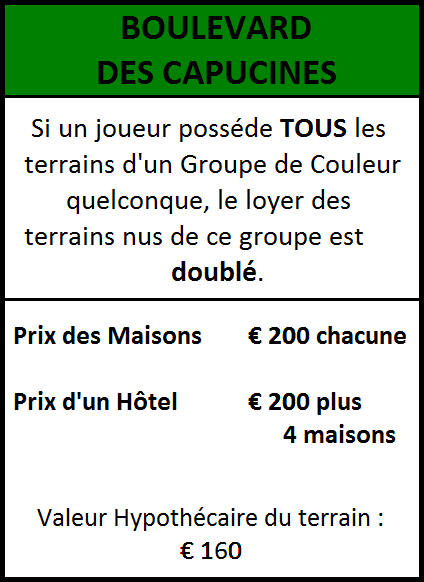 BOULEVARD
DES CAPUCINES
Si un joueur posséde TOUS les
terrains d'un Groupe de Couleur
quelconque, le loyer des
terrains nus de ce groupe est
doublé.
Prix des Maisons € 200 chacune
Prix d'un Hôtel € 200 plus
4 maisons
Valeur Hypothécaire du terrain :
€ 160